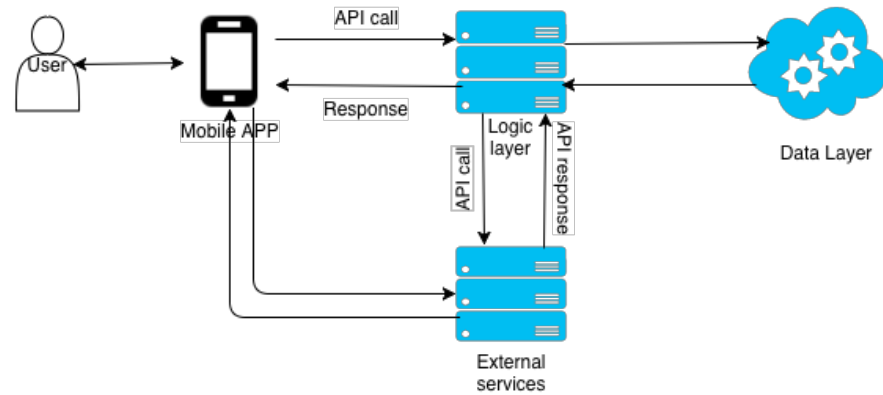 API call
User
Response
Mobile APP
Logic
layer
API call
API response
Data Layer
External
services